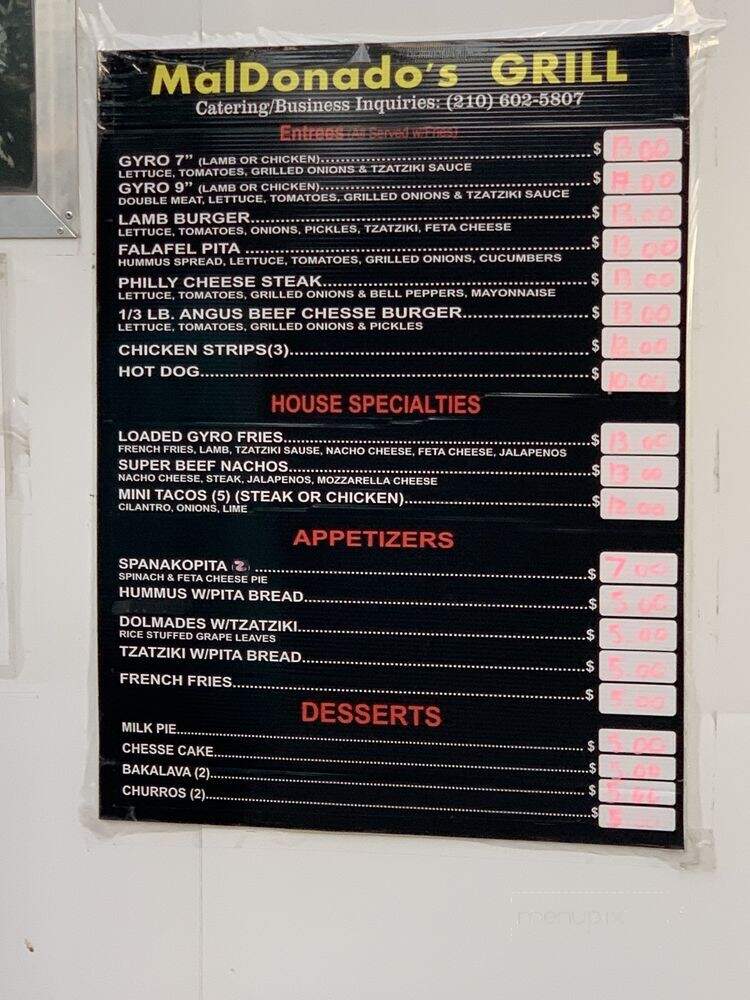 MalDonado's GRILL
Catering/Business Inquiries: (210) 602-5807
Entrees (All Served w/Fries)
GYRO 7" (LAMB OR CHICKEN)........$ 13.00
LETTUCE, TOMATOES, GRILLED ONIONS & TZATZIKI SAUCE
GYRO 9" (LAMB OR CHICKEN)........$
DOUBLE MEAT, LETTUCE, TOMATOES, GRILLED ONIONS & TZATZIKI SAUCE
LAMB BURGER........$ 13.00
LETTUCE, TOMATOES, ONIONS, PICKLES, TZATZIKI, FETA CHEESE
FALAFEL PITA ........$ 13.00
HUMMUS SPREAD, LETTUCE, TOMATOES, GRILLED ONIONS, CUCUMBERS
PHILLY CHEESE STEAK........$ 13.00
LETTUCE, TOMATOES, GRILLED ONIONS & BELL PEPPERS, MAYONNAISE
1/3 LB. ANGUS BEEF CHESSE BURGER........$ 13.00
LETTUCE, TOMATOES, GRILLED ONIONS & PICKLES
CHICKEN STRIPS(3)........$ 12.00
HOT DOG........$ 10.00
HOUSE SPECIALTIES
LOADED GYRO FRIES........$ 13.00
FRENCH FRIES, LAMB, TZATZIKI SAUSE, NACHO CHEESE, FETA CHEESE, JALAPENOS
SUPER BEEF NACHOS........$ 13.00
NACHO CHEESE, STEAK, JALAPENOS, MOZZARELLA CHEESE
MINI TACOS (5) (STEAK OR CHICKEN)........$ 12.00
CILANTRO, ONIONS, LIME
APPETIZERS
SPANAKOPITA 2 ........$ 7.00
SPINACH & FETA CHEESE PIE
HUMMUS W/PITA BREAD........$ 5.00
DOLMADES W/TZATZIKI........$ 5.00
RICE STUFFED GRAPE LEAVES
TZATZIKI W/PITA BREAD........$ 5.00
FRENCH FRIES........$ 5.00
DESSERTS
MILK PIE........$ 5.00
CHESSE CAKE........$ 5.00
BAKALAVA (2)........$ 5.00
CHURROS (2)........$ 5.00
menupix